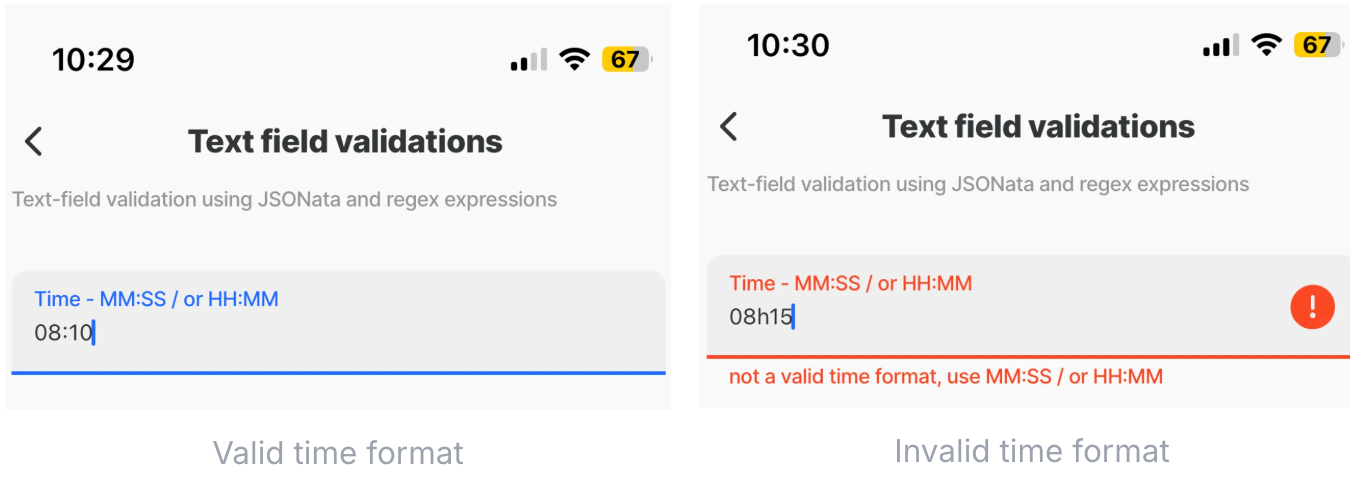 10:29
67
Text field validations
Text-field validation using JSONata and regex expressions
Time - MM:SS / or HH:MM
08:10
Valid time format
10:30
67
Text field validations
Text-field validation using JSONata and regex expressions
Time - MM:SS / or HH:MM
08h15
!
not a valid time format, use MM:SS / or HH:MM
Invalid time format